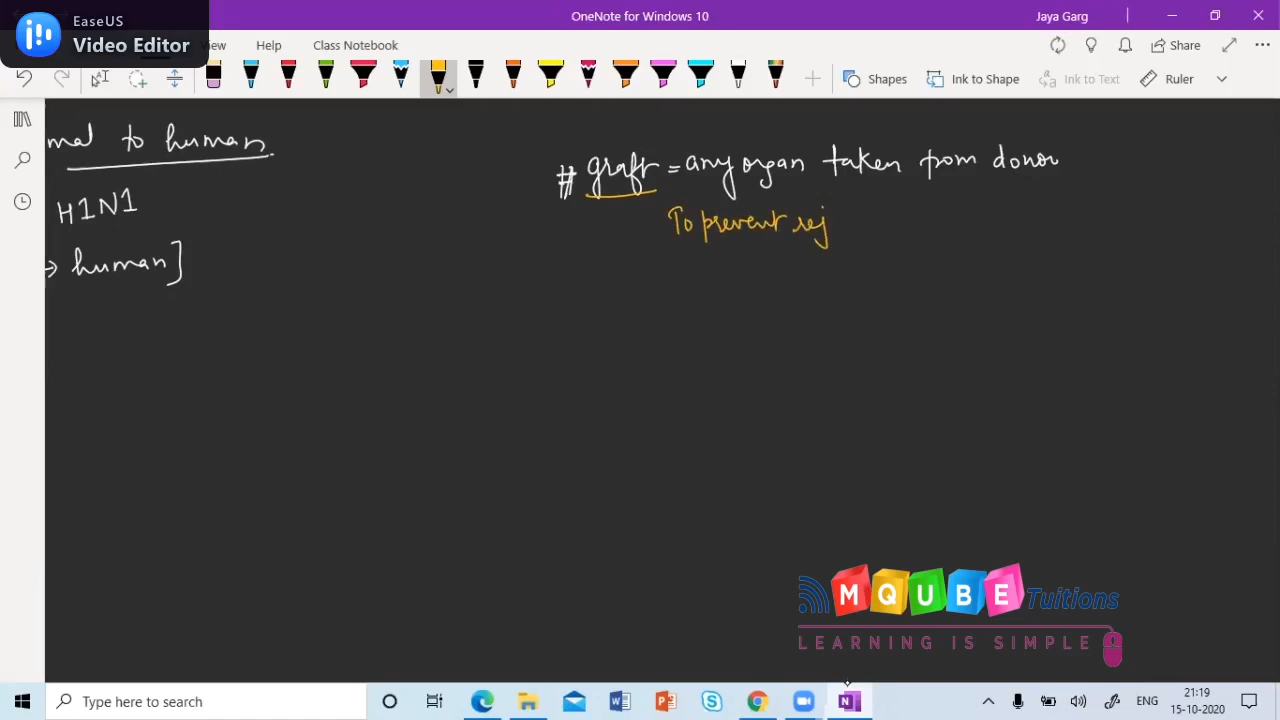 EaseUS
Video Editor
OneNote for Windows 10
Jaya Garg
View
Help
Class Notebook
Share
Shapes
Ink to Shape
Ink to Text
Ruler
mal to human
H1N1
→ human]
# graft = any organ taken from donor
To prevent rej
MQUBE Tuitions
LEARNING IS SIMPLE
Type here to search
ENG
21:19
15-10-2020